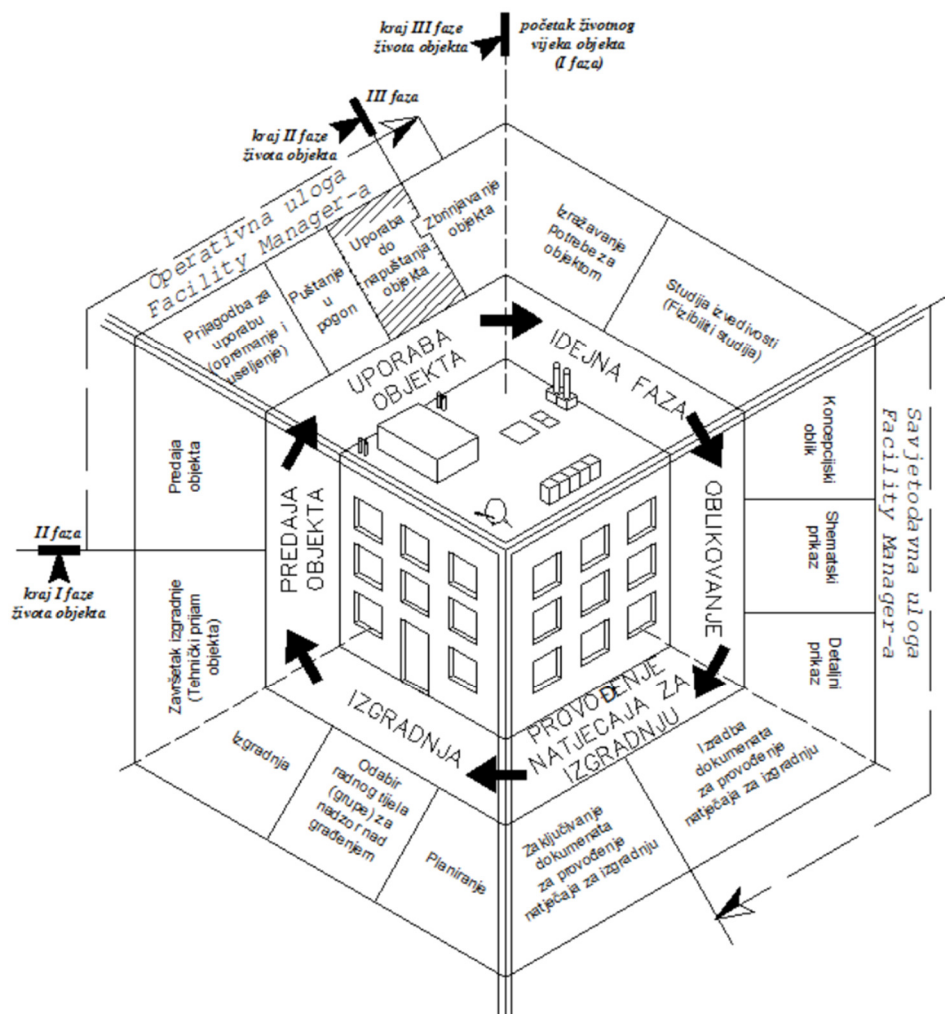 kraj III faze
života objekta
početak životnog
vijeka objekta
(I faza)
III faza
kraj II faze
života objekta
Operativna uloga
Facility Manager-a
Prijagodba za
uporabu
(opremanje i
useljenje)
Puštanje
u
pogon
Uporaba
do
napuštanja
objekta
Zbrinjavanje
objekta
Izražavanje
Potrebe za
objektom
Studija izvedivosti
(Fizibiliti studija)
UPORABA
OBJEKTA
IDEJNA FAZA
Koncepcijski
oblik
Shematski
prikaz
Detaljni
prikaz
Savjetodavna uloga
Facility Manager-a
OBLIKOVANJE
Predaja
objekta
PREDAJA
OBJEKTA
II faza
kraj I faze
života objekta
Završetak izgradnje
(Tehnički prijam
objekta)
IZGRADNJA
PROVOĐENJE
NATJEČAJA ZA
IZGRADNJU
Izgradnja
Odabir
radnog tijela
(grupe) za
nadzor nad
građenjem
Planiranje
Zaključivanje
dokumenata
za provođenje
natječaja za izgradnju
Izradba
dokumenata
za provođenje
natječaja za izgradnju